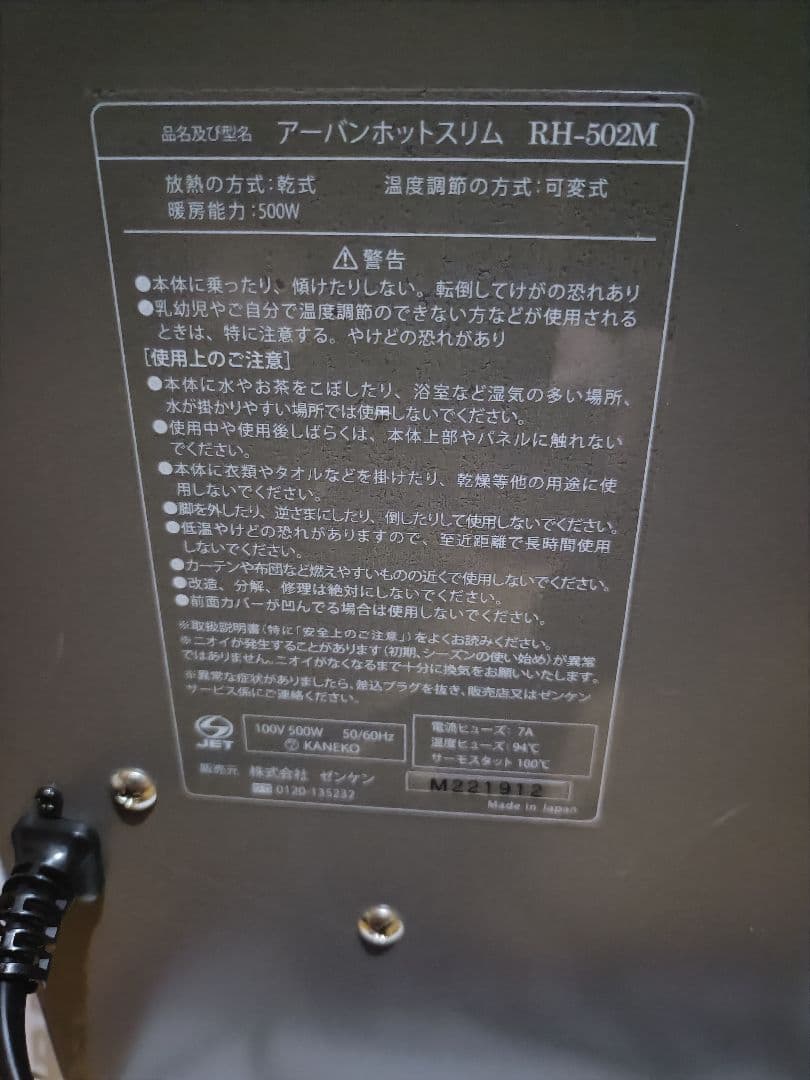 品名及び型名 アーバンホットスリム RH-502M
放熱の方式:乾式 温度調節の方式:可変式
暖房能力:500W
⚠警告
●本体に乗ったり、傾けたりしない。転倒してけがの恐れあり
●乳幼児やご自分で温度調節のできない方などが使用される
ときは、特に注意する。やけどの恐れがあり
[使用上のご注意]
●本体に水やお茶をこぼしたり、浴室など湿気の多い場所、
水が掛かりやすい場所では使用しないでください。
●使用中や使用後しばらくは、本体上部やパネルに触れない
でください。
●本体に衣類やタオルなどを掛けたり、乾燥等他の用途に使
用しないでください。
●脚を外したり、逆さまにしたり、倒したりして使用しないでください。
●低温やけどの恐れがありますので、至近距離で長時間使用
しないでください。
●カーテンや布団など燃えやすいものの近くで使用しないでください。
●改造、分解、修理は絶対にしないでください。
●前面カバーが凹んでる場合は使用しないでください。
※取扱説明書(特に「安全上のご注意」)をよくお読みください。
※ニオイが発生することがあります(初期、シーズンの使い始め)が異常
ではありません。ニオイがなくなるまで十分に換気をお願いいたします。
※異常な症状がありましたら、差込プラグを抜き、販売店又はゼンケン
サービス係にご連絡ください。
JET
100V 500W 50/60Hz
KANEKO
電流ヒューズ: 7A
温度ヒューズ: 94℃
サーモスタット 100℃
販売元 株式会社 ゼンケン
0120-135232
M221912
Made in Japan